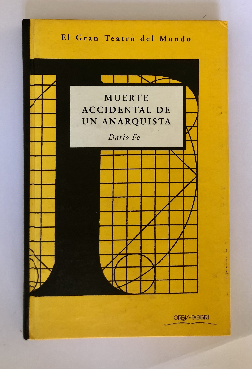 El Gran Teatro del Mundo
MUERTE
ACCIDENTAL DE
UN ANARQUISTA
Darío Fo